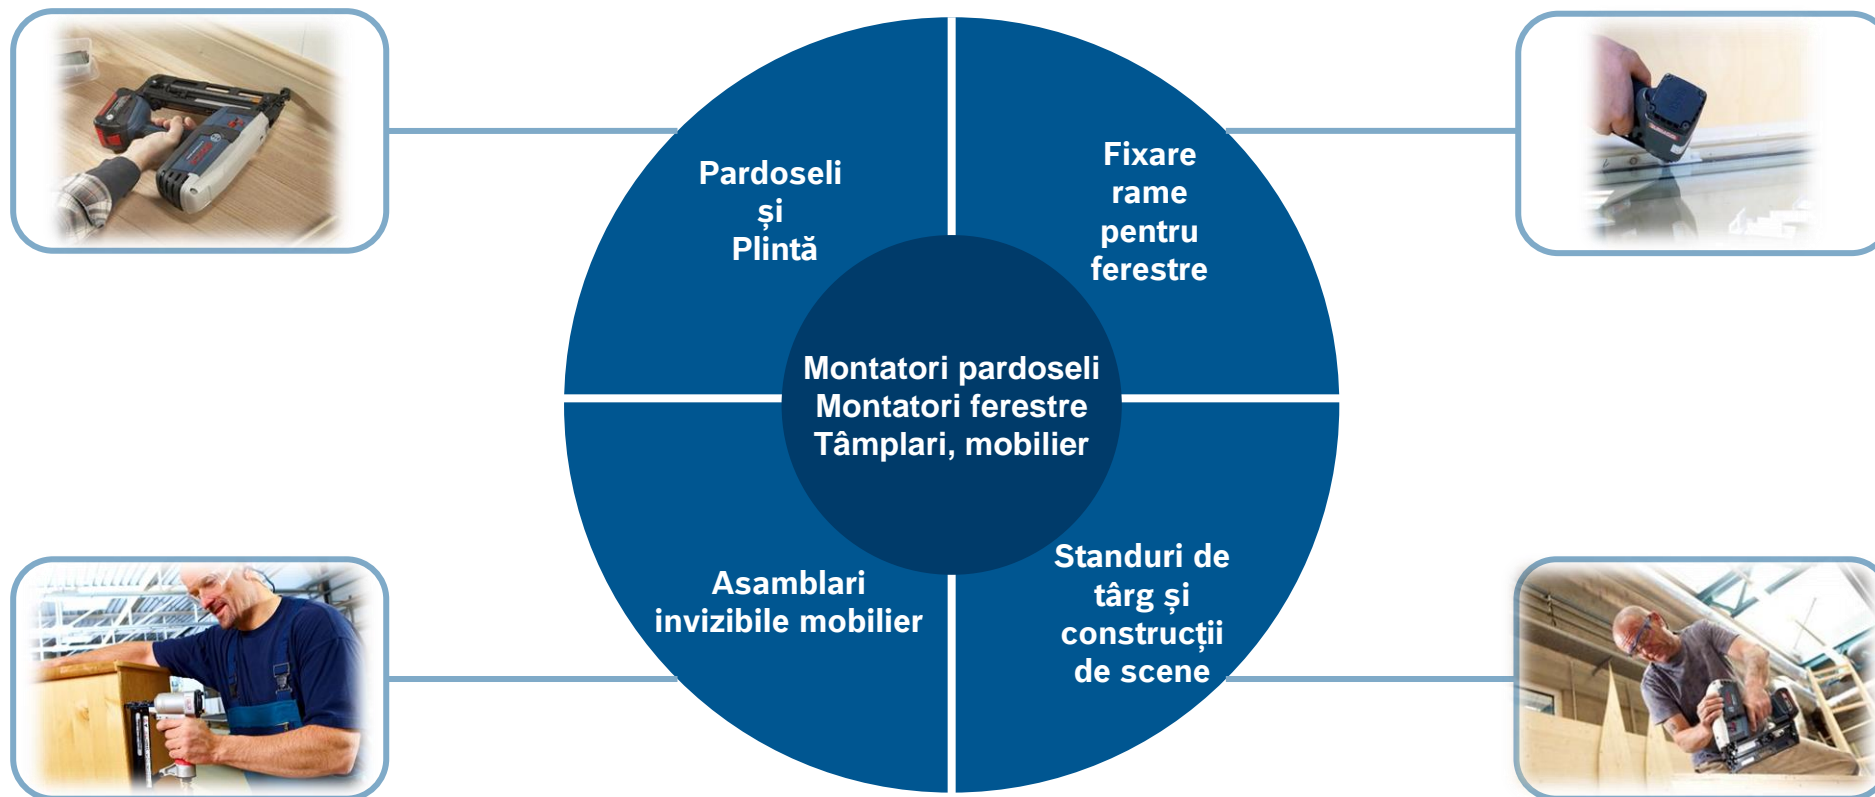 Pardoseli
și
Plintă
Fixare
rame
pentru
ferestre
Montatori pardoseli
Montatori ferestre
Tâmplari, mobilier
Asamblari
invizibile mobilier
Standuri de
târg și
construcții
de scene